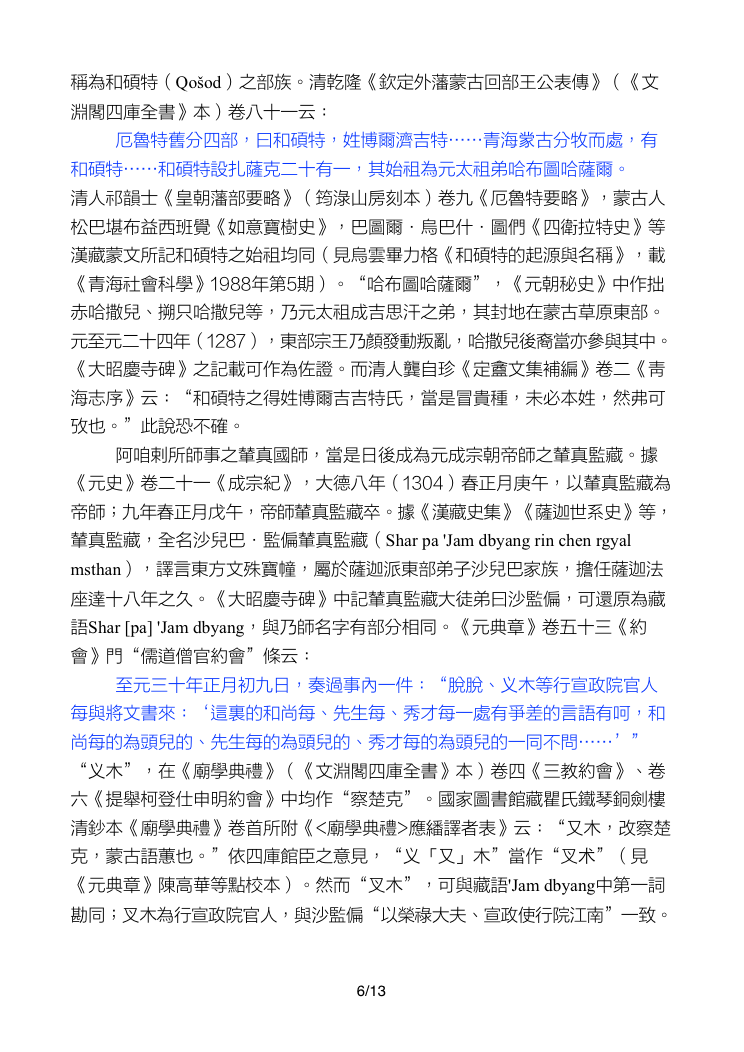 稱為和碩特（Qošod）之部族。清乾隆《欽定外藩蒙古回部王公表傳》（《文
淵閣四庫全書》本）卷八十一云：
厄魯特舊分四部，曰和碩特，姓博爾濟吉特……青海蒙古分牧而處，有
和碩特……和碩特設扎薩克二十有一，其始祖為元太祖弟哈布圖哈薩爾。
清人祁韻士《皇朝藩部要略》（筠淥山房刻本）卷九《厄魯特要略》，蒙古人
松巴堪布益西班覺《如意寶樹史》，巴圖爾．烏巴什．圖們《四衛拉特史》等
漢藏蒙文所記和碩特之始祖均同（見烏雲畢力格《和碩特的起源與名稱》，載
《青海社會科學》1988年第5期）。“哈布圖哈薩爾”，《元朝秘史》中作拙
赤哈撒兒、搠只哈撒兒等，乃元太祖成吉思汗之弟，其封地在蒙古草原東部。
元至元二十四年（1287），東部宗王乃顏發動叛亂，哈撒兒後裔當亦參與其中。
《大昭慶寺碑》之記載可作為佐證。而清人龔自珍《定盦文集補編》卷二《青
海志序》云：“和碩特之得姓博爾吉吉特氏，當是冒貴種，未必本姓，然弗可
攷也。”此說恐不確。
阿咱剌所師事之輦真國師，當是日後成為元成宗朝帝師之輦真監藏。據
《元史》卷二十一《成宗紀》，大德八年（1304）春正月庚午，以輦真監藏為
帝師；九年春正月戊午，帝師輦真監藏卒。據《漢藏史集》《薩迦世系史》等，
輦真監藏，全名沙兒巴．監偏輦真監藏（Shar pa 'Jam dbyang rin chen rgyal
msthan），譯言東方文殊寶幢，屬於薩迦派東部弟子沙兒巴家族，擔任薩迦法
座達十八年之久。《大昭慶寺碑》中記輦真監藏大徒弟曰沙監偏，可還原為藏
語Shar [pa] 'Jam dbyang，與乃師名字有部分相同。《元典章》卷五十三《約
會》門“儒道僧官約會”條云：
至元三十年正月初九日，奏過事內一件：“脫脫、义木等行宣政院官人
每與將文書來：‘這裏的和尚每、先生每、秀才每一處有爭差的言語有呵，和
尚每的為頭兒的、先生每的為頭兒的、秀才每的為頭兒的一同不問……’”
“义木”，在《廟學典禮》（《文淵閣四庫全書》本）卷四《三教約會》、卷
六《提舉柯登仕申明約會》中均作“察楚克”。國家圖書館藏瞿氏鐵琴銅劍樓
清鈔本《廟學典禮》卷首所附《<廟學典禮>應繙譯者表》云：“又木，改察楚
克，蒙古語蕙也。”依四庫館臣之意見，“义「又」木”當作“叉术”（見
《元典章》陳高華等點校本）。然而“叉木”，可與藏語'Jam dbyang中第一詞
勘同；叉木為行宣政院官人，與沙監偏“以榮祿大夫、宣政使行院江南”一致。
6/13